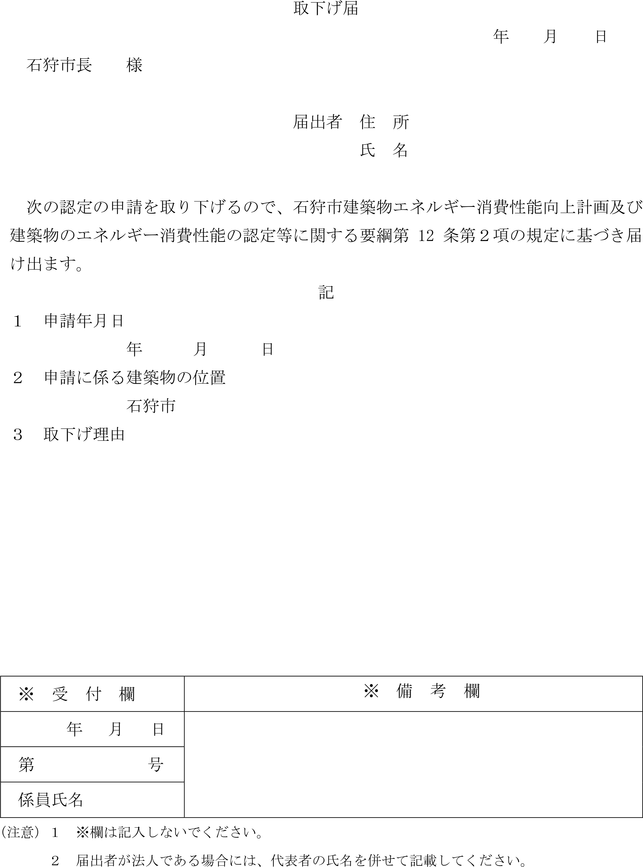 取下げ届
年　　月　　日
石狩市長　　様
届出者　住　所
氏　名
次の認定の申請を取り下げるので、石狩市建築物エネルギー消費性能向上計画及び
建築物のエネルギー消費性能の認定等に関する要綱第 12 条第２項の規定に基づき届
け出ます。
記
１　申請年月日
年　　　月　　　日
２　申請に係る建築物の位置
石狩市
３　取下げ理由
※　受　付　欄
※　備　考　欄
年　月　日
第　　　　　　　号
係員氏名
(注意)　１　※欄は記入しないでください。
２　届出者が法人である場合には、代表者の氏名を併せて記載してください。